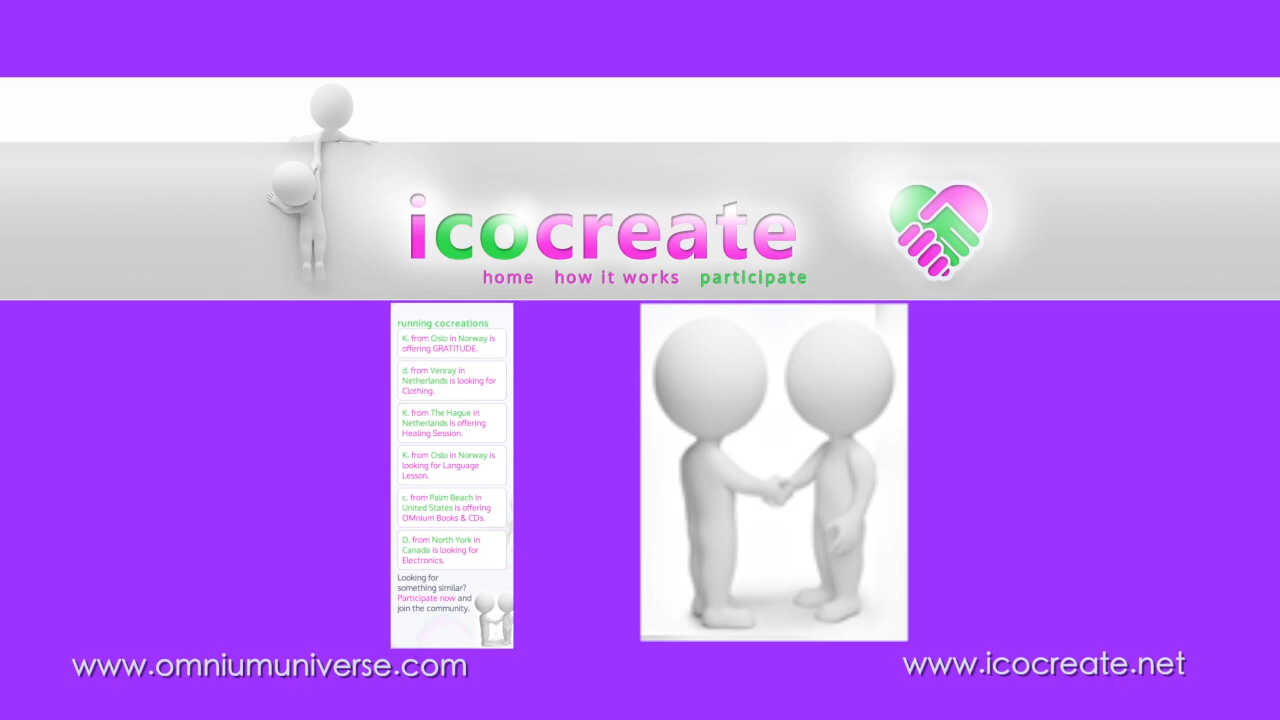 icocreate
home how it works participate
running cocreations
K. from Oslo in Norway is
offering GRATITUDE.
d. from Venray in
Netherlands is looking for
Clothing.
K. from The Hague in
Netherlands is offering
Healing Session.
K. from Oslo in Norway is
looking for Language
Lesson.
c. from Palm Beach in
United States is offering
OMnium Books & CDs.
D. from North York in
Canada is looking for
Electronics.
Looking for
something similar?
Participate now and
join the community.
www.omniumuniverse.com
www.icocreate.net